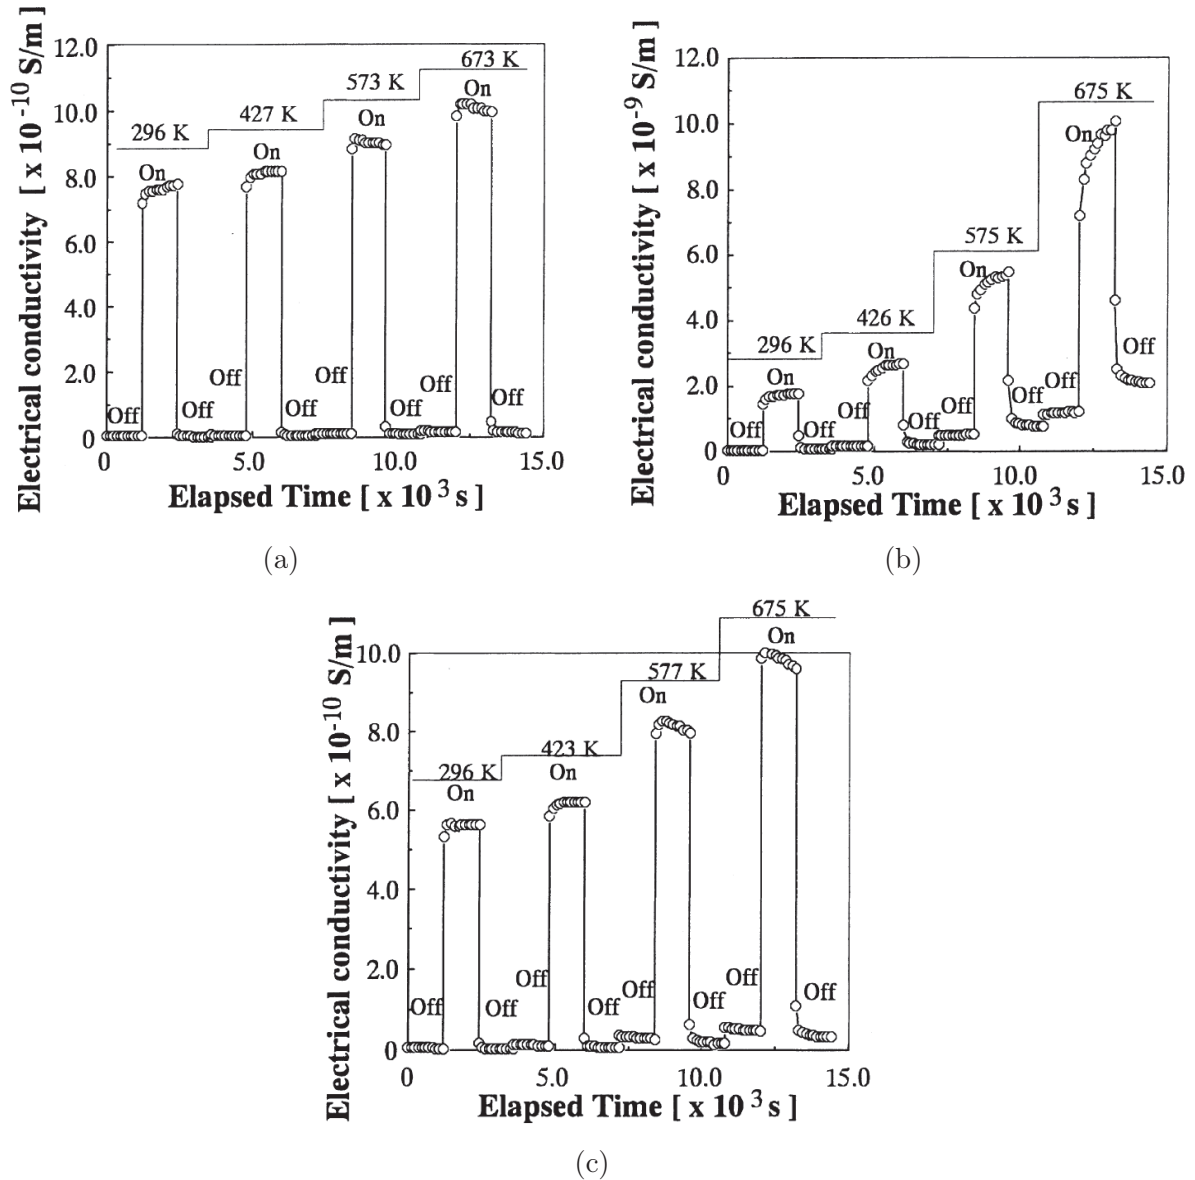 Electrical conductivity [ x 10 -10 S/m ]
12.0
10.0
8.0
6.0
4.0
2.0
0
296 K
427 K
573 K
673 K
On
On
On
On
Off
Off
Off
Off
Off
Off
Off
Off
0
5.0
10.0
15.0
Elapsed Time [ x 10 3 s ]
(a)
Electrical conductivity [ x 10 -9 S/m ]
12.0
10.0
8.0
6.0
4.0
2.0
0
296 K
426 K
575 K
675 K
On
On
On
On
Off
Off
Off
Off
Off
Off
Off
Off
0
5.0
10.0
15.0
Elapsed Time [ x 10 3 s ]
(b)
Electrical conductivity [ x 10 -10 S/m ]
10.0
8.0
6.0
4.0
2.0
0
296 K
423 K
577 K
675 K
On
On
On
On
Off
Off
Off
Off
Off
Off
Off
Off
0
5.0
10.0
15.0
Elapsed Time [ x 10 3 s ]
(c)